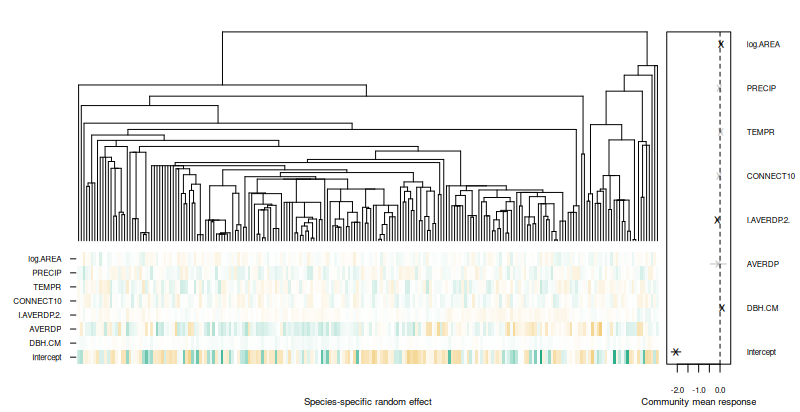 log.AREA
PRECIP
TEMPR
CONNECT10
I.AVERDP.2.
AVERDP
DBH.CM
Intercept
log.AREA
PRECIP
TEMPR
CONNECT10
I.AVERDP.2.
AVERDP
DBH.CM
Intercept
-2.0 -1.0 0.0
Species-specific random effect
Community mean response